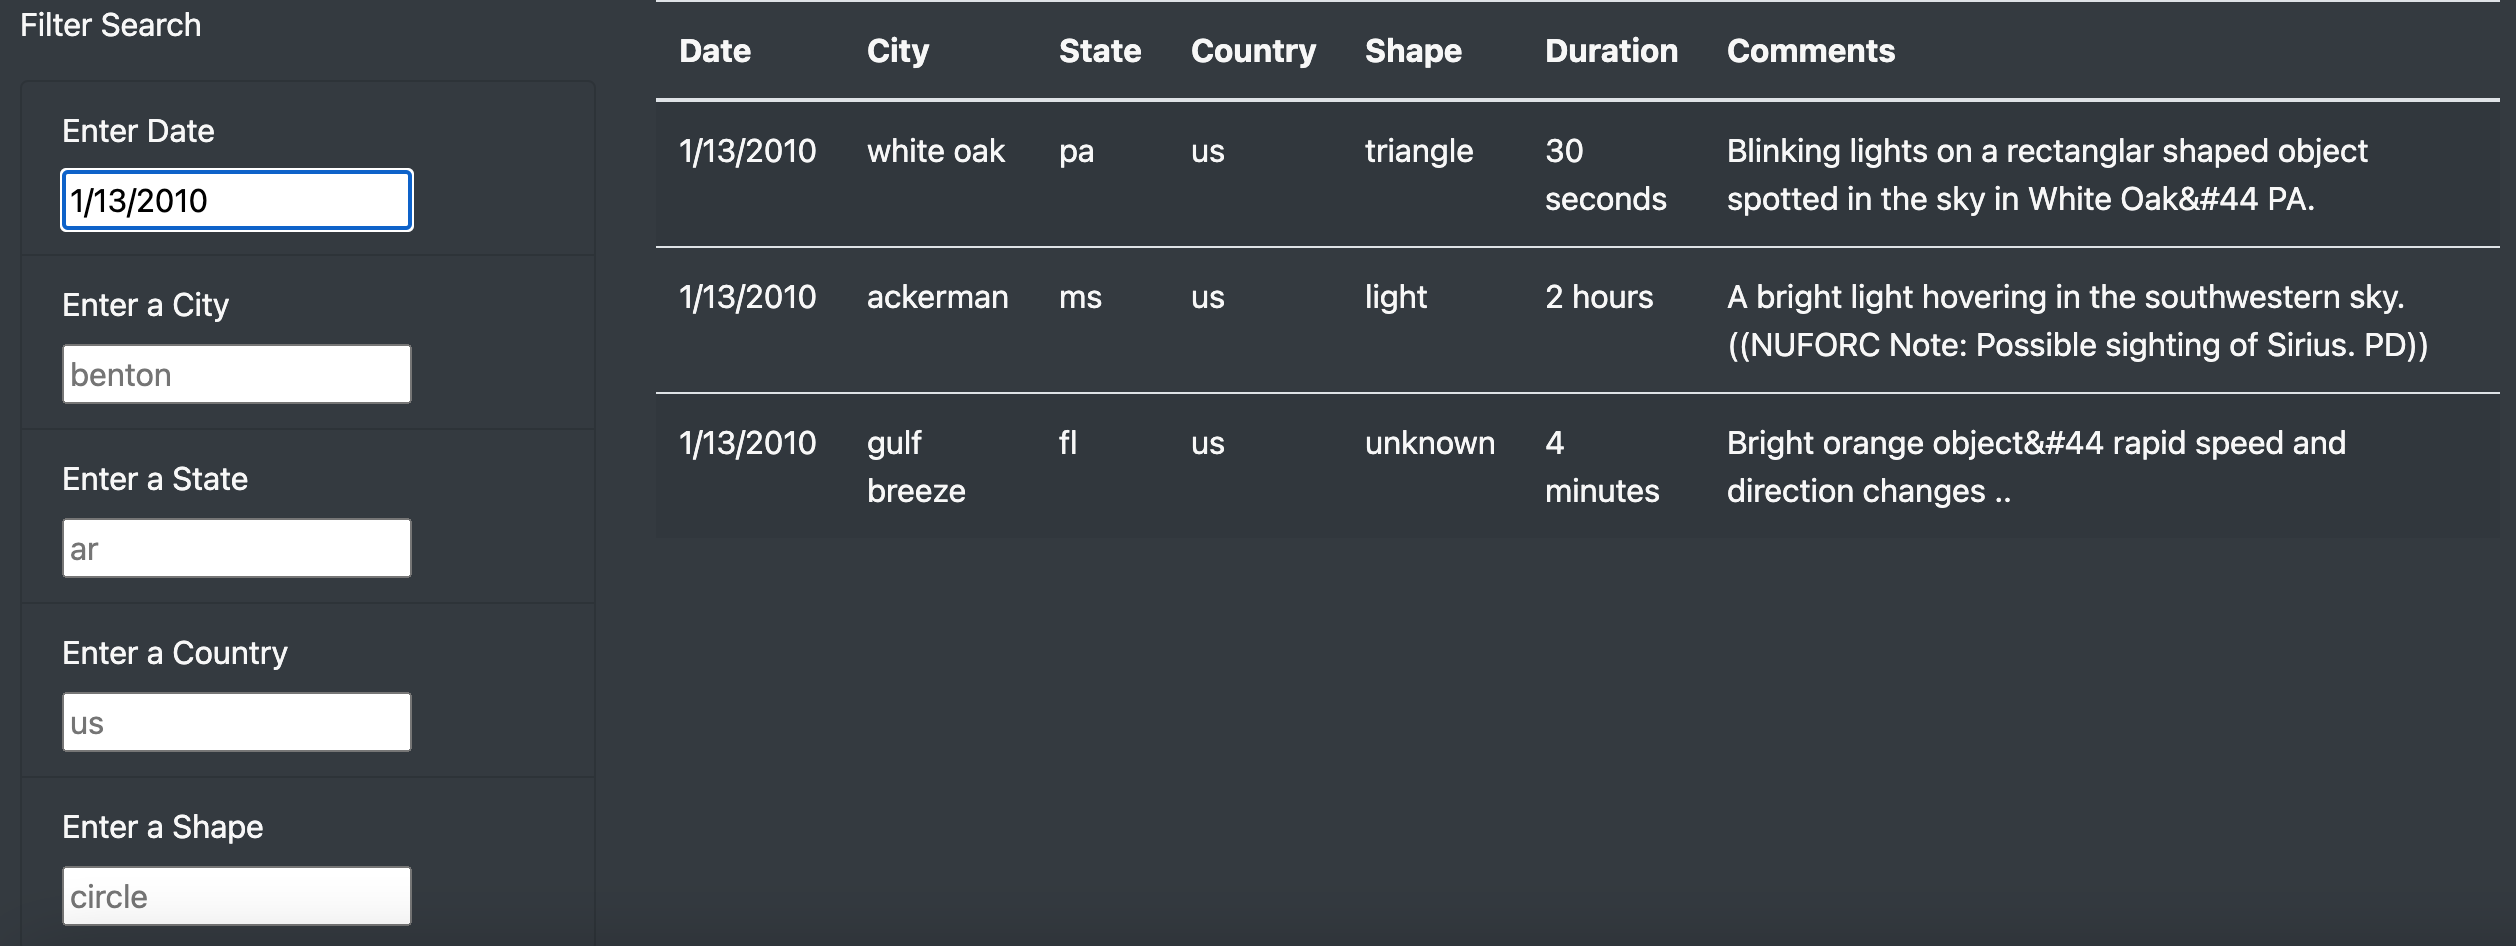 Filter Search
Enter Date
1/13/2010
Enter a City
benton
Enter a State
ar
Enter a Country
us
Enter a Shape
circle
Date City State Country Shape Duration Comments
1/13/2010 white oak pa us triangle 30 Blinking lights on a rectanglar shaped object
seconds spotted in the sky in White Oak&#44 PA.
1/13/2010 ackerman ms us light 2 hours A bright light hovering in the southwestern sky.
((NUFORC Note: Possible sighting of Sirius. PD))
1/13/2010 gulf fl us unknown 4 Bright orange object&#44 rapid speed and
breeze minutes direction changes ..